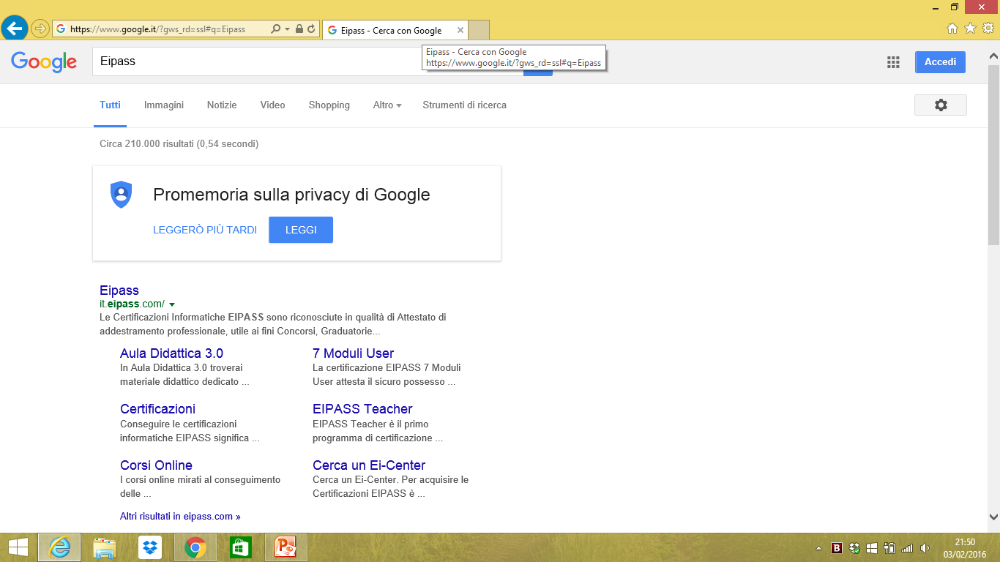 https://www.google.it/?gws_rd=ssl#q=Eipass
Eipass - Cerca con Google
Google
Eipass
Eipass - Cerca con Google
https://www.google.it/?gws_rd=ssl#q=Eipass
Accedi
Tutti Immagini Notizie Video Shopping Altro Strumenti di ricerca
Circa 210.000 risultati (0,54 secondi)
Promemoria sulla privacy di Google
LEGGERÒ PIÙ TARDI LEGGI
Eipass
it.eipass.com/
Le Certificazioni Informatiche EIPASS sono riconosciute in qualità di Attestato di
addestramento professionale, utile ai fini Concorsi, Graduatorie...
Aula Didattica 3.0
In Aula Didattica 3.0 troverai
materiale didattico dedicato ...
7 Moduli User
La certificazione EIPASS 7 Moduli
User attesta il sicuro possesso ...
Certificazioni
Conseguire le certificazioni
informatiche EIPASS significa ...
EIPASS Teacher
EIPASS Teacher è il primo
programma di certificazione ...
Corsi Online
I corsi online mirati al conseguimento
delle ...
Cerca un Ei-Center
Cerca un Ei-Center. Per acquisire le
Certificazioni EIPASS è ...
Altri risultati in eipass.com »
21:50
03/02/2016